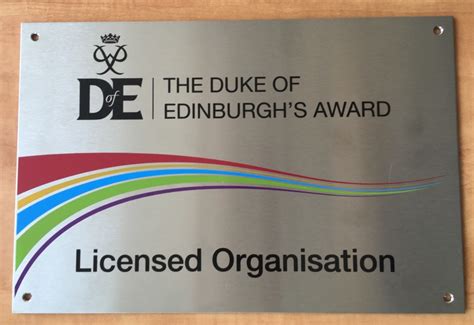 DofE
THE DUKE OF
EDINBURGH'S AWARD
Licensed Organisation